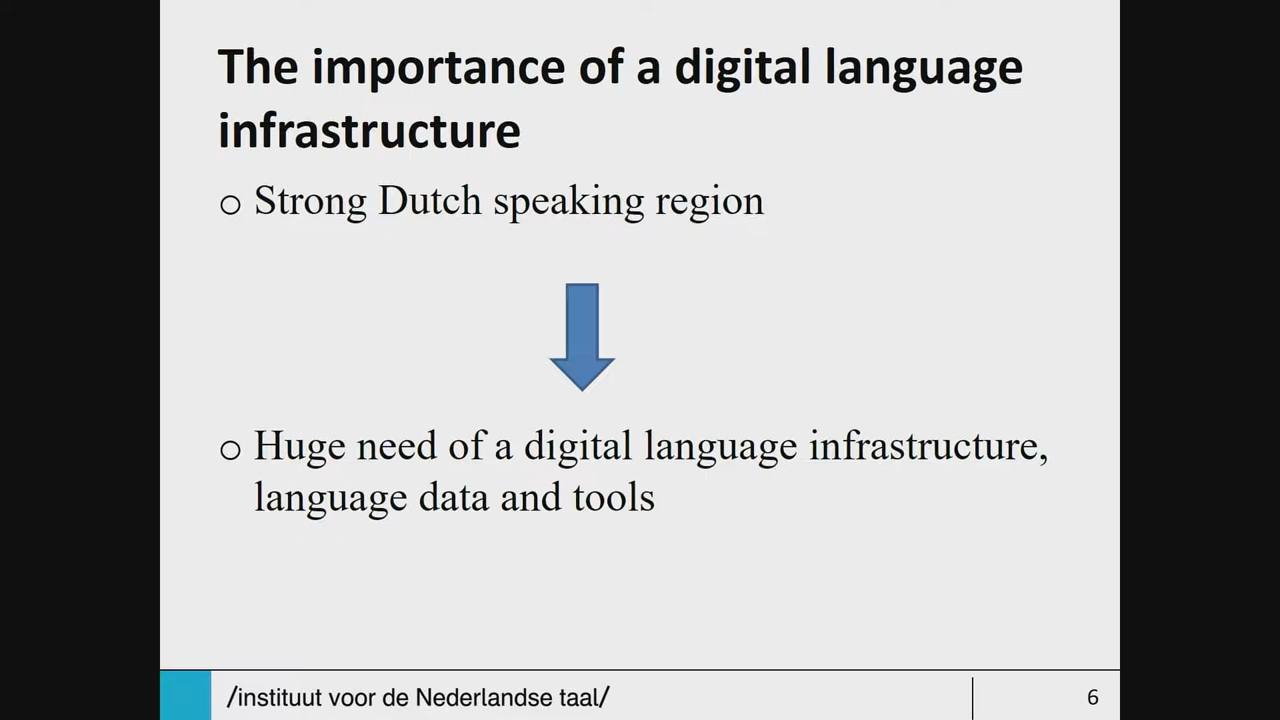 The importance of a digital language
infrastructure
o Strong Dutch speaking region
o Huge need of a digital language infrastructure,
language data and tools
/instituut voor de Nederlandse taal/
6